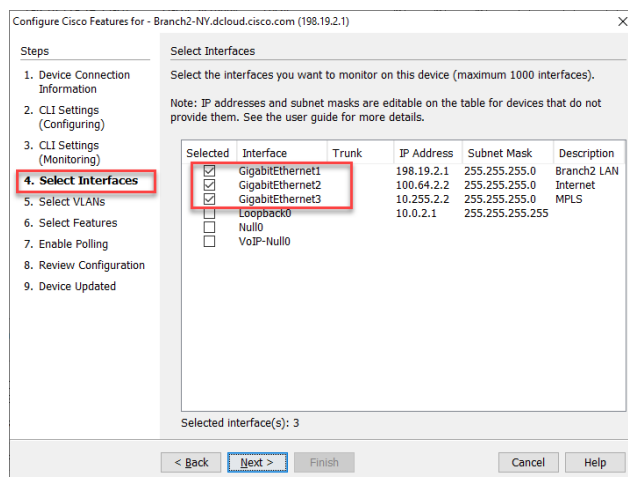 Configure Cisco Features for - Branch2-NY.dcloud.cisco.com (198.19.2.1)
Steps
1. Device Connection
Information
2. CLI Settings
(Configuring)
3. CLI Settings
(Monitoring)
4. Select Interfaces
5. Select VLANs
6. Select Features
7. Enable Polling
8. Review Configuration
9. Device Updated
Select Interfaces
Select the interfaces you want to monitor on this device (maximum 1000 interfaces).
Note: IP addresses and subnet masks are editable on the table for devices that do not
provide them. See the user guide for more details.
Selected Interface Trunk IP Address Subnet Mask Description
GigabitEthernet1 198.19.2.1 255.255.255.0 Branch2 LAN
GigabitEthernet2 100.64.2.2 255.255.255.0 Internet
GigabitEthernet3 10.255.2.2 255.255.255.0 MPLS
Loopback0 10.0.2.1 255.255.255.255
Null0
VoIP-Null0
Selected interface(s): 3
< Back Next > Finish Cancel Help